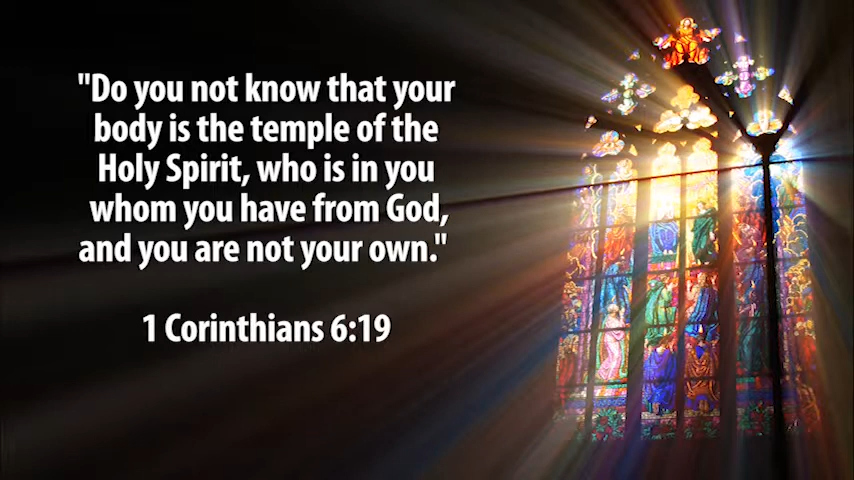 "Do you not know that your
body is the temple of the
Holy Spirit, who is in you
whom you have from God,
and you are not your own."
1 Corinthians 6:19